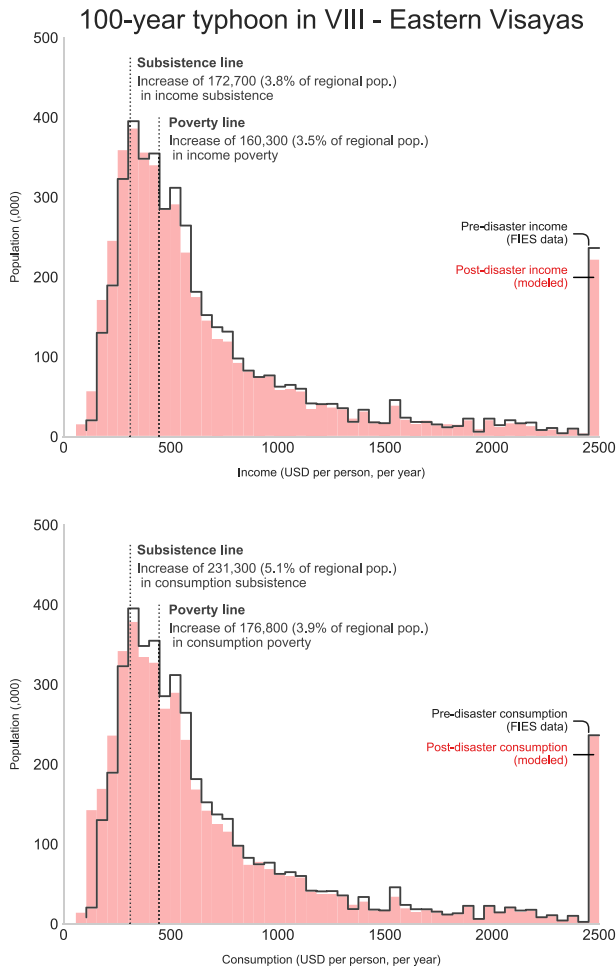 100-year typhoon in VIII - Eastern Visayas
500
400
300
200
100
0
Population (,000)
Subsistence line
Increase of 172,700 (3.8% of regional pop.)
in income subsistence
Poverty line
Increase of 160,300 (3.5% of regional pop.)
in income poverty
Pre-disaster income
(FIES data)
Post-disaster income
(modeled)
0 500 1000 1500 2000 2500
Income (USD per person, per year)
500
400
300
200
100
0
Population (,000)
Subsistence line
Increase of 231,300 (5.1% of regional pop.)
in consumption subsistence
Poverty line
Increase of 176,800 (3.9% of regional pop.)
in consumption poverty
Pre-disaster consumption
(FIES data)
Post-disaster consumption
(modeled)
0 500 1000 1500 2000 2500
Consumption (USD per person, per year)